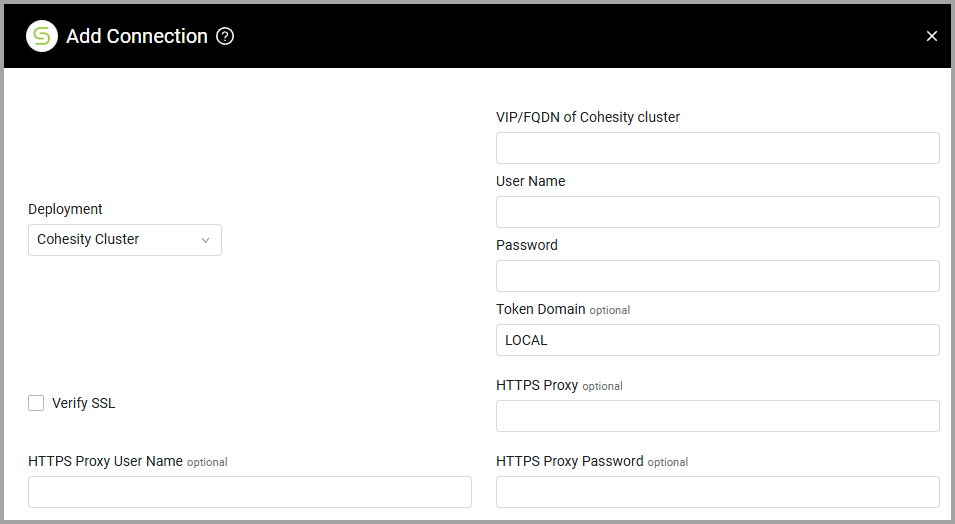 Add Connection ?
VIP/FQDN of Cohesity cluster
User Name
Deployment
Cohesity Cluster
Password
Token Domain optional
LOCAL
Verify SSL
HTTPS Proxy optional
HTTPS Proxy User Name optional
HTTPS Proxy Password optional